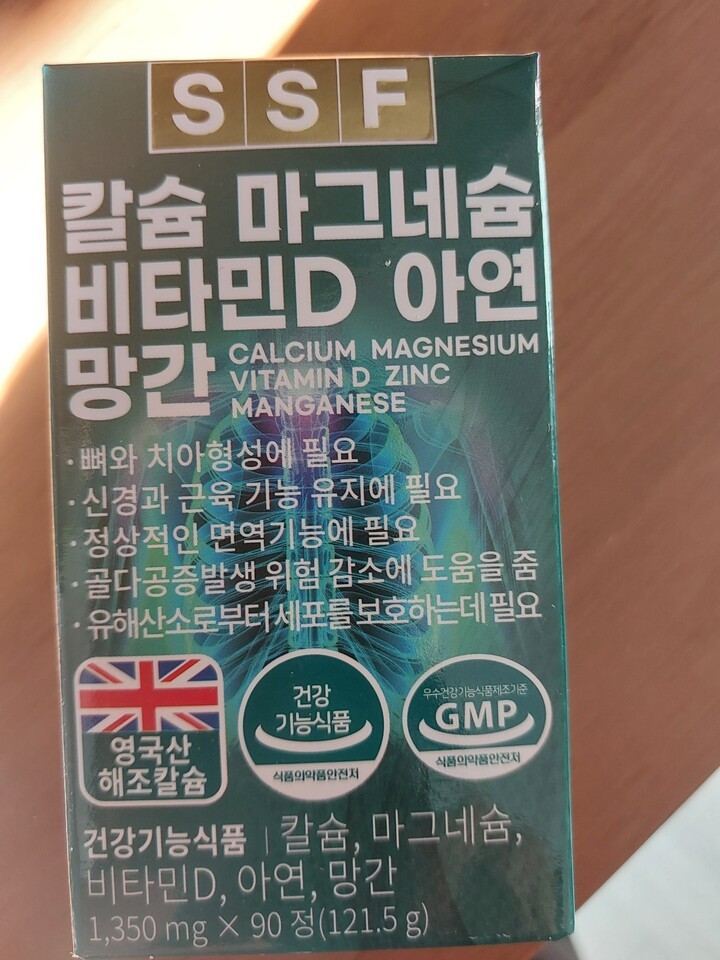 SSF
칼슘 마그네슘
비타민D 아연
망간 CALCIUM MAGNESIUM
VITAMIN D ZINC
MANGANESE
·뼈와 치아형성에 필요
·신경과 근육 기능 유지에 필요
·정상적인 면역기능에 필요
·골다공증발생 위험 감소에 도움을 줌
·유해산소로부터 세포를 보호하는데 필요
영국산
해조칼슘
건강
기능식품
식품의약품안전처
우수건강기능식품제조기준
GMP
식품의약품안전처
건강기능식품 | 칼슘, 마그네슘,
비타민D, 아연, 망간
1,350 mg × 90 정(121.5 g)